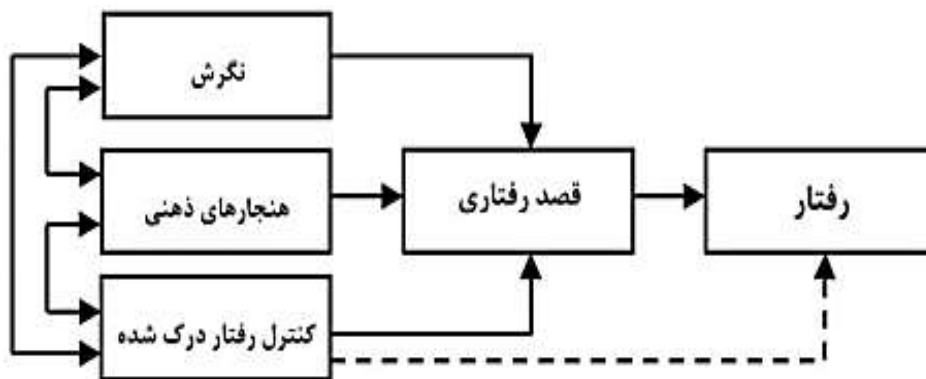 نگرش
هنجارهای ذهنی
کنترل رفتار درک شده
قصد رفتاری
رفتار